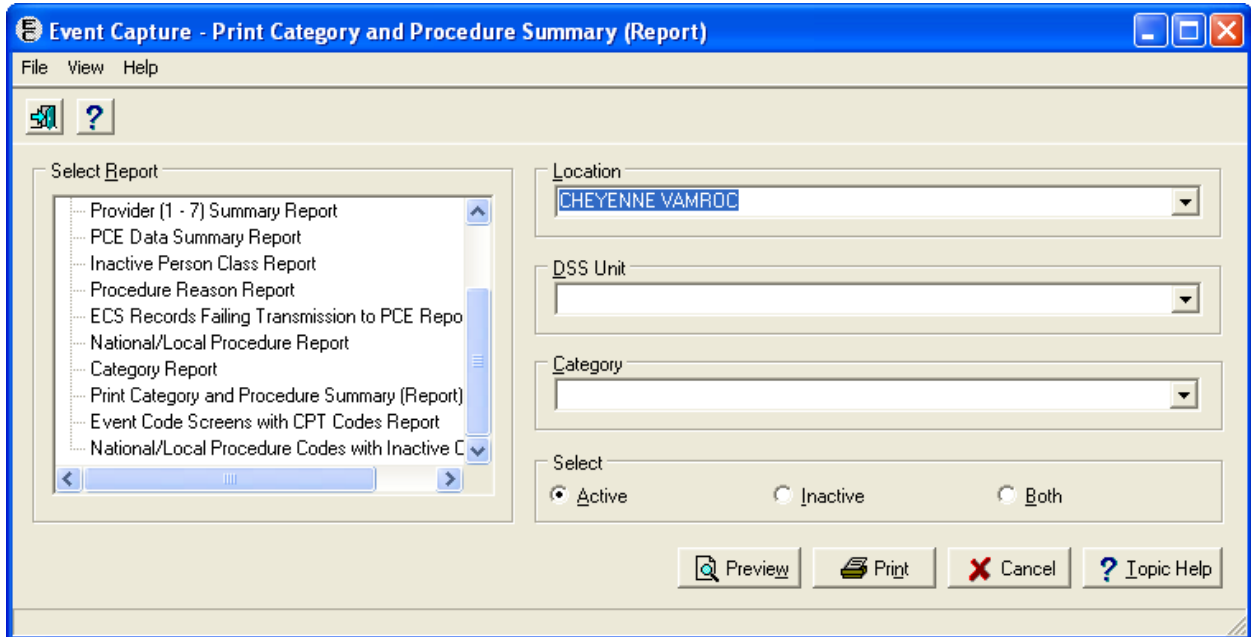 Event Capture - Print Category and Procedure Summary (Report)
File View Help
Select Report
Provider (1 - 7) Summary Report
PCE Data Summary Report
Inactive Person Class Report
Procedure Reason Report
ECS Records Failing Transmission to PCE Repo
National/Local Procedure Report
Category Report
Print Category and Procedure Summary (Report)
Event Code Screens with CPT Codes Report
National/Local Procedure Codes with Inactive C
Location
CHEYENNE VAMROC
DSS Unit
Category
Select
Active Inactive Both
Preview Print Cancel ? Topic Help